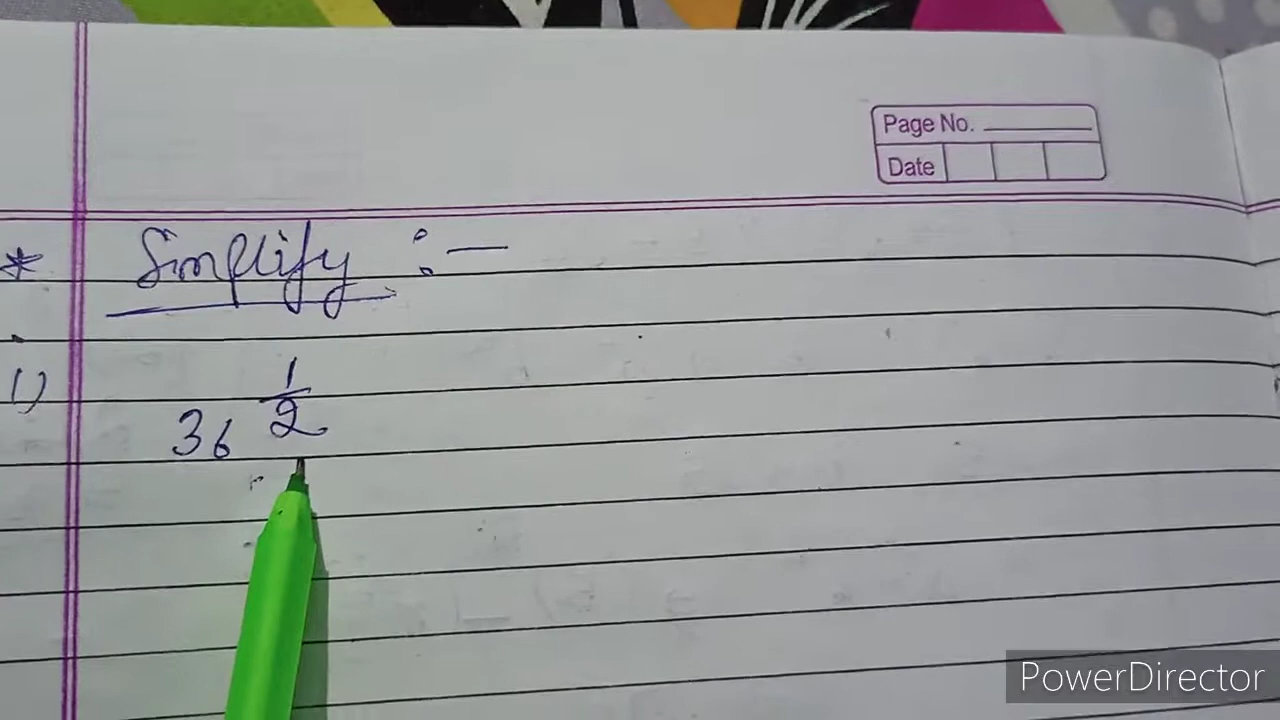 Page No.
Date
* Simplify :-
1) 36 1/2
PowerDirector